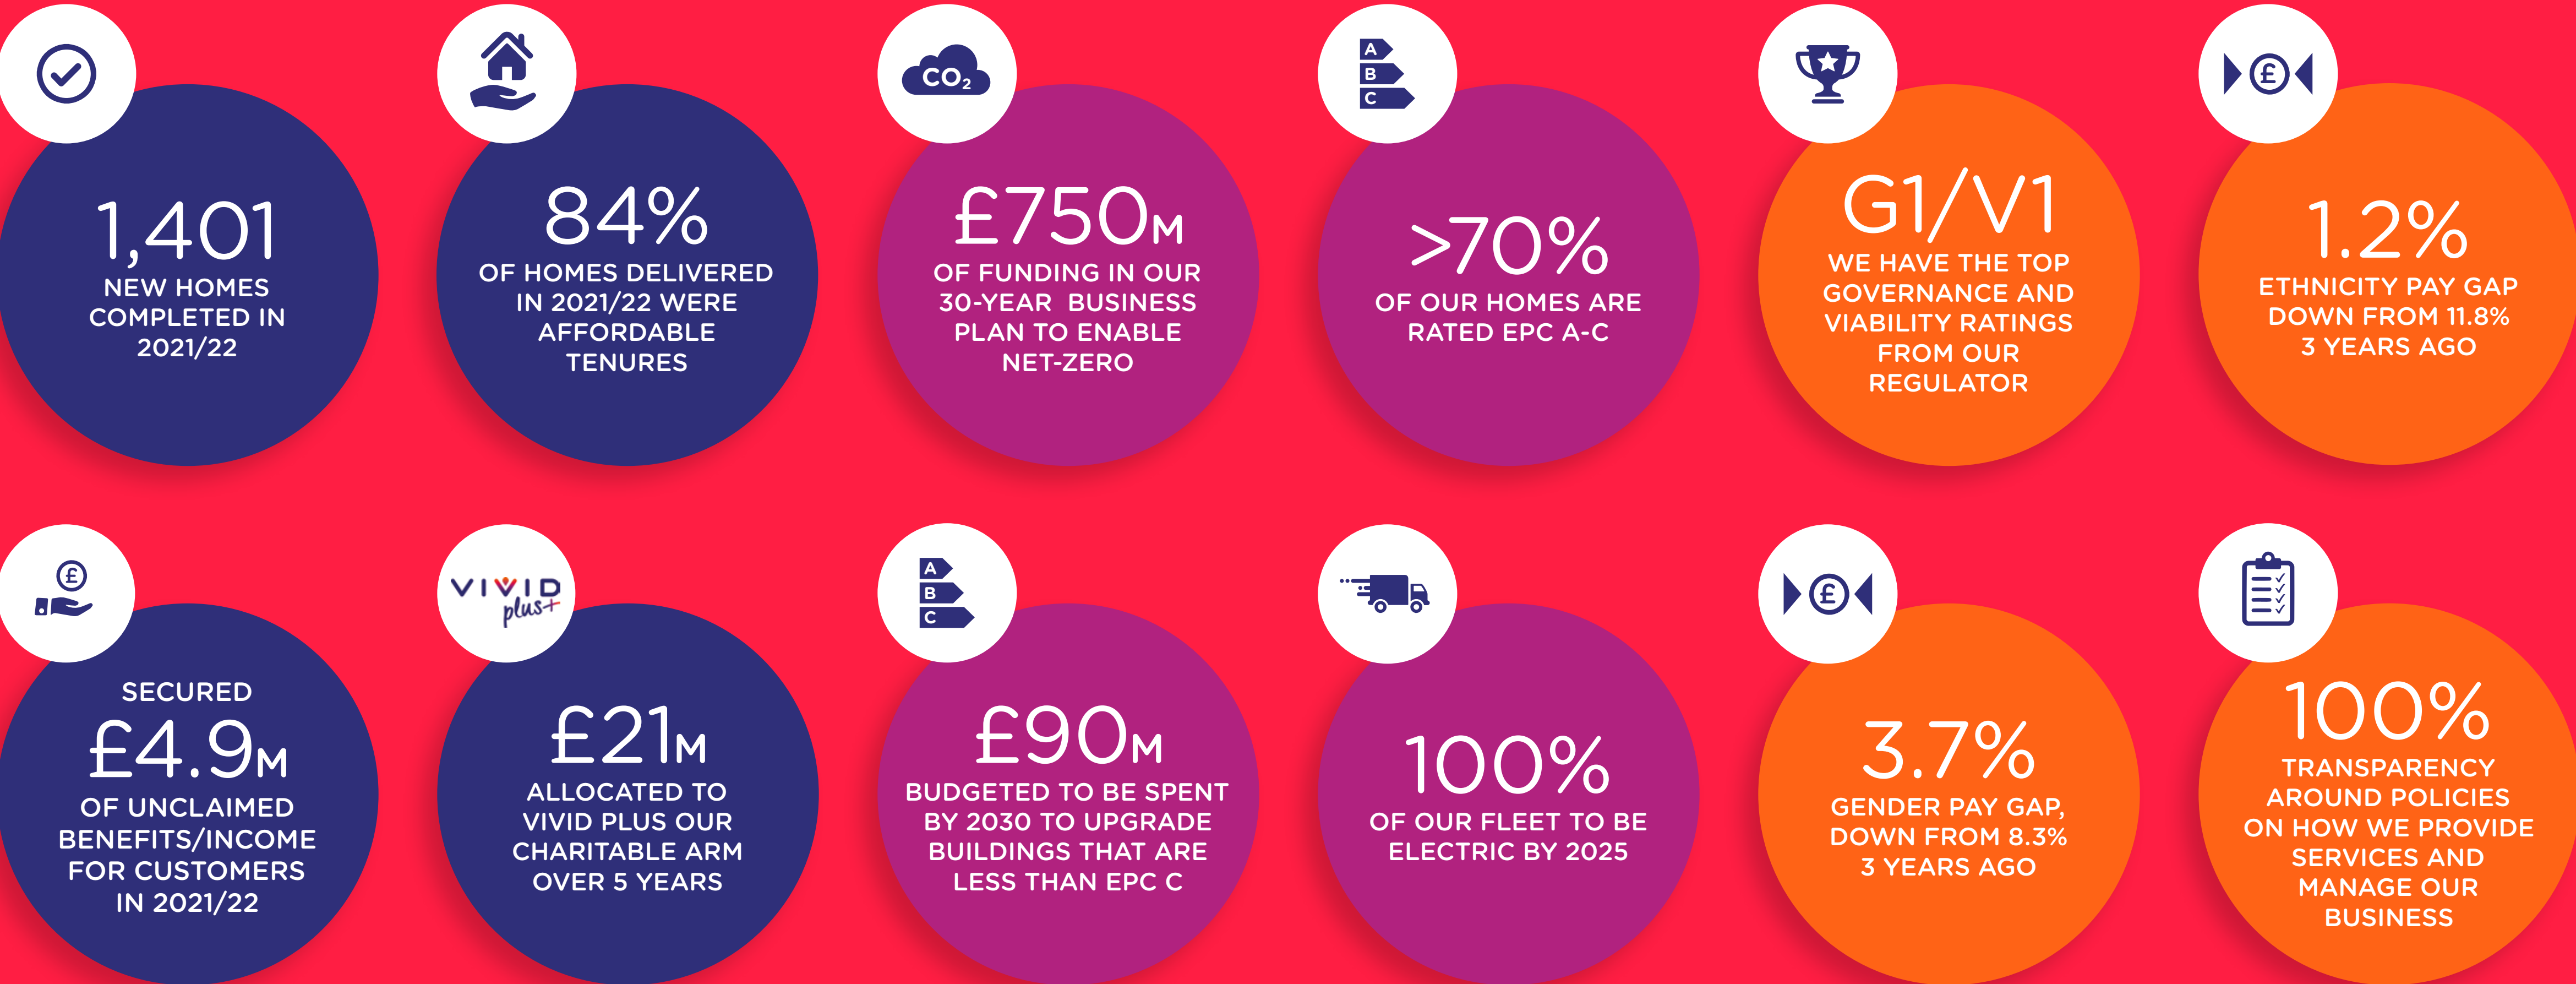 1,401
NEW HOMES
COMPLETED IN
2021/22
84%
OF HOMES DELIVERED
IN 2021/22 WERE
AFFORDABLE
TENURES
CO₂
£750M
OF FUNDING IN OUR
30-YEAR BUSINESS
PLAN TO ENABLE
NET-ZERO
A
B
C
>70%
OF OUR HOMES ARE
RATED EPC A-C
G1/V1
WE HAVE THE TOP
GOVERNANCE AND
VIABILITY RATINGS
FROM OUR
REGULATOR
£
1.2%
ETHNICITY PAY GAP
DOWN FROM 11.8%
3 YEARS AGO
£
SECURED
£4.9M
OF UNCLAIMED
BENEFITS/INCOME
FOR CUSTOMERS
IN 2021/22
VIVID
plus+
£21M
ALLOCATED TO
VIVID PLUS OUR
CHARITABLE ARM
OVER 5 YEARS
A
B
C
£90M
BUDGETED TO BE SPENT
BY 2030 TO UPGRADE
BUILDINGS THAT ARE
LESS THAN EPC C
100%
OF OUR FLEET TO BE
ELECTRIC BY 2025
£
3.7%
GENDER PAY GAP,
DOWN FROM 8.3%
3 YEARS AGO
100%
TRANSPARENCY
AROUND POLICIES
ON HOW WE PROVIDE
SERVICES AND
MANAGE OUR
BUSINESS